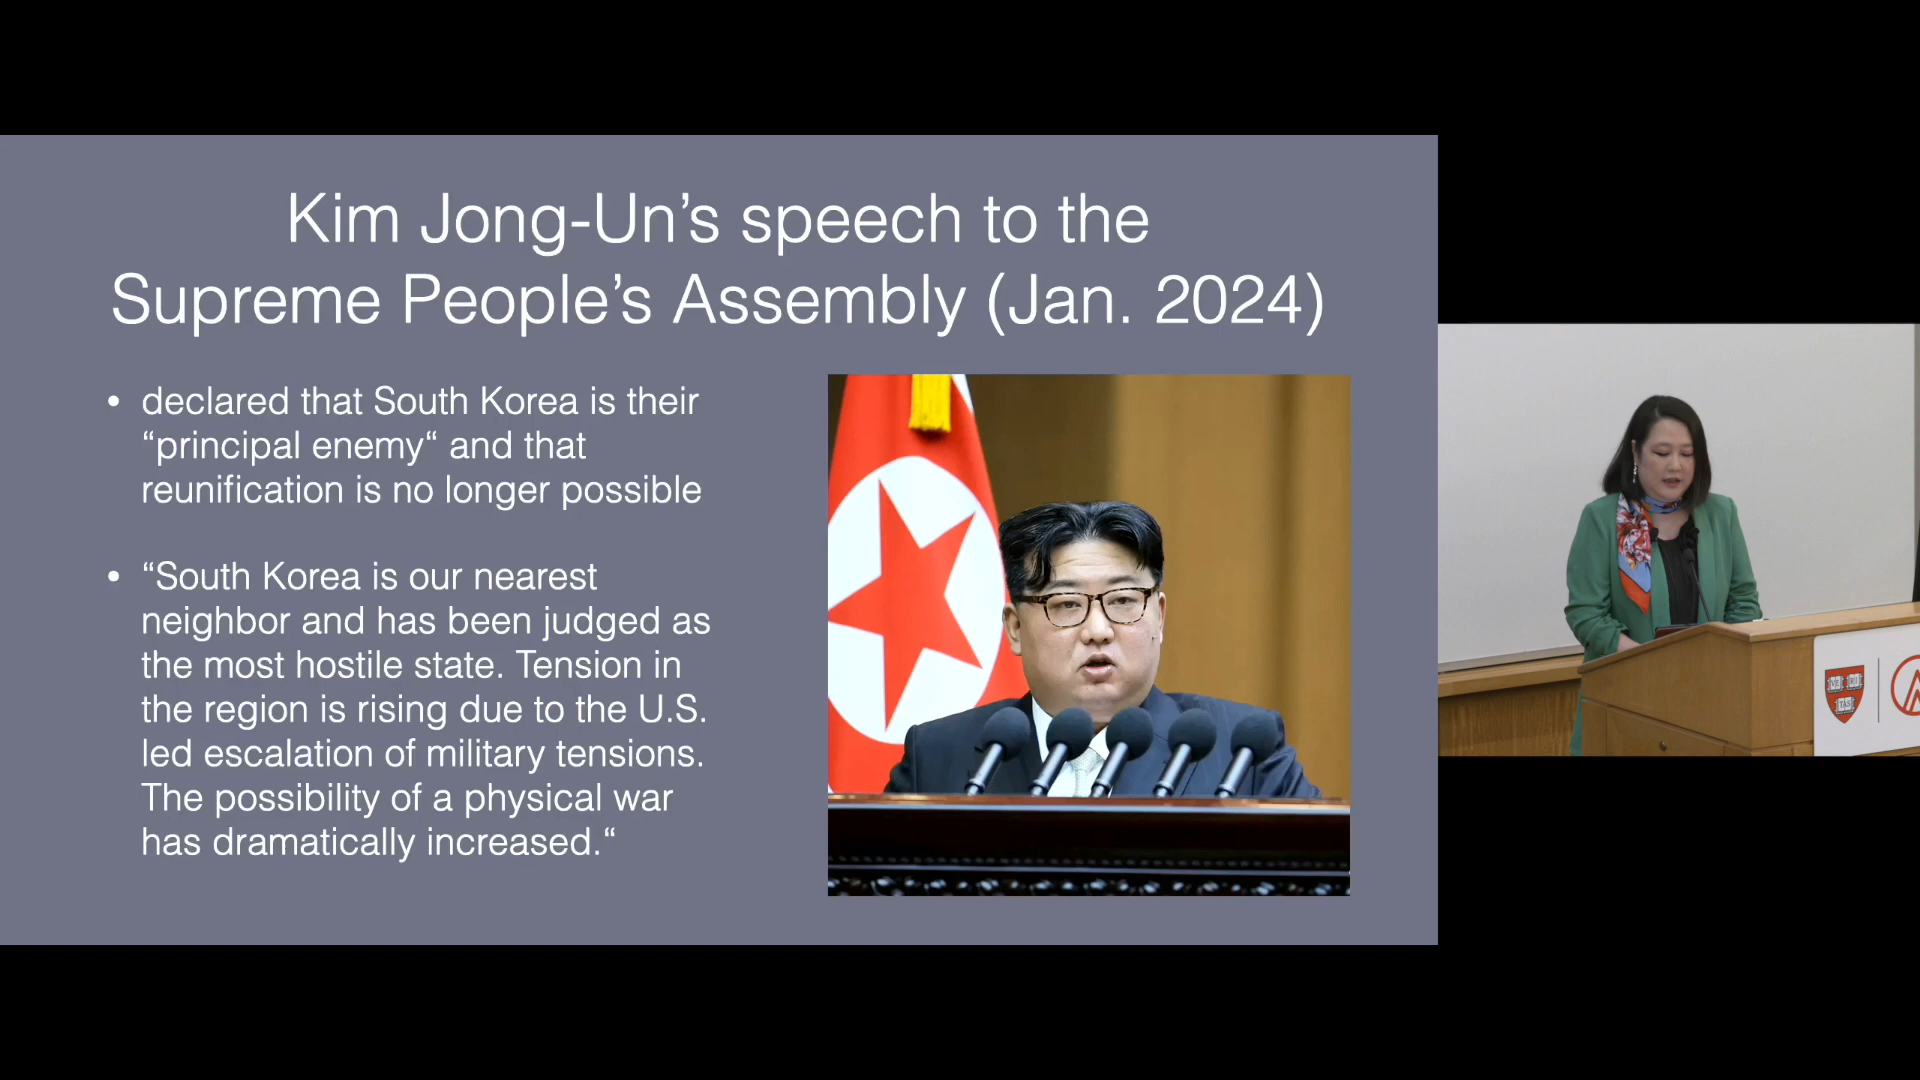 Kim Jong-Un’s speech to the
Supreme People’s Assembly (Jan. 2024)
• declared that South Korea is their
“principal enemy“ and that
reunification is no longer possible
• “South Korea is our nearest
neighbor and has been judged as
the most hostile state. Tension in
the region is rising due to the U.S.
led escalation of military tensions.
The possibility of a physical war
has dramatically increased.“
VE RI
TAS